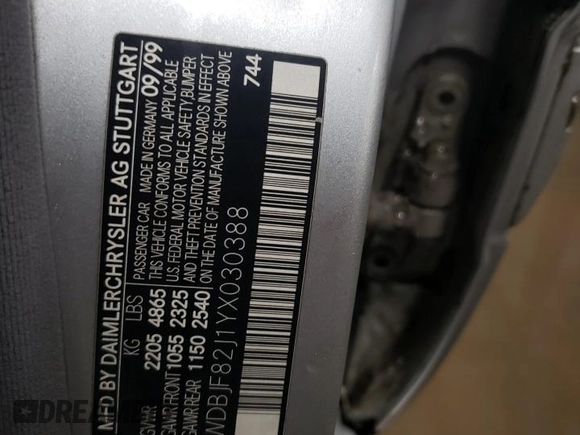 MFD BY DAIMLERCHRYSLER AG STUTTGART
PASSENGER CAR MADE IN GERMANY 09/99
KG LBS
THIS VEHICLE CONFORMS TO ALL APPLICABLE
GVWR 2205 4865
U.S. FEDERAL MOTOR VEHICLE SAFETY, BUMPER
GAWR FRONT 1055 2325
AND THEFT PREVENTION STANDARDS IN EFFECT
GAWR REAR 1150 2540
ON THE DATE OF MANUFACTURE SHOWN ABOVE
WDBJF82J1YX030388
744